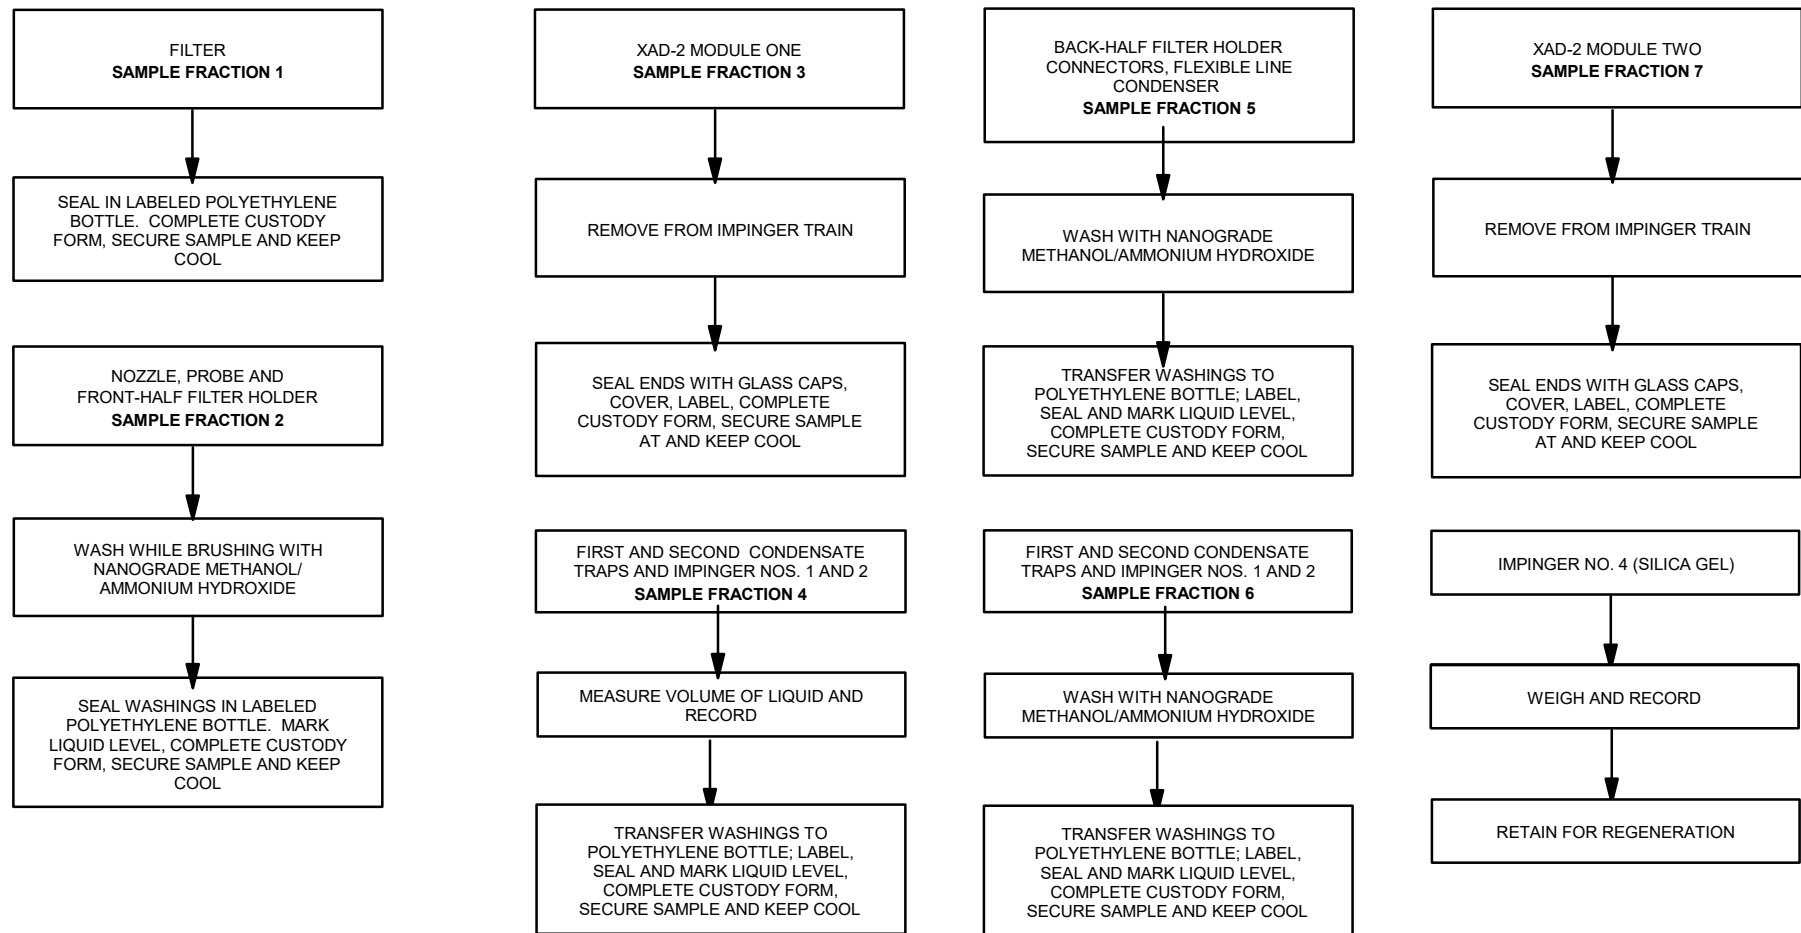 FILTER
SAMPLE FRACTION 1
SEAL IN LABELED POLYETHYLENE
BOTTLE. COMPLETE CUSTODY
FORM, SECURE SAMPLE AND KEEP
COOL
NOZZLE, PROBE AND
FRONT-HALF FILTER HOLDER
SAMPLE FRACTION 2
WASH WHILE BRUSHING WITH
NANOGRADE METHANOL/
AMMONIUM HYDROXIDE
SEAL WASHINGS IN LABELED
POLYETHYLENE BOTTLE. MARK
LIQUID LEVEL, COMPLETE CUSTODY
FORM, SECURE SAMPLE AND KEEP
COOL
XAD-2 MODULE ONE
SAMPLE FRACTION 3
REMOVE FROM IMPINGER TRAIN
SEAL ENDS WITH GLASS CAPS,
COVER, LABEL, COMPLETE
CUSTODY FORM, SECURE SAMPLE
AT AND KEEP COOL
FIRST AND SECOND CONDENSATE
TRAPS AND IMPINGER NOS. 1 AND 2
SAMPLE FRACTION 4
MEASURE VOLUME OF LIQUID AND
RECORD
TRANSFER WASHINGS TO
POLYETHYLENE BOTTLE; LABEL,
SEAL AND MARK LIQUID LEVEL,
COMPLETE CUSTODY FORM,
SECURE SAMPLE AND KEEP COOL
BACK-HALF FILTER HOLDER
CONNECTORS, FLEXIBLE LINE
CONDENSER
SAMPLE FRACTION 5
WASH WITH NANOGRADE
METHANOL/AMMONIUM HYDROXIDE
TRANSFER WASHINGS TO
POLYETHYLENE BOTTLE; LABEL,
SEAL AND MARK LIQUID LEVEL,
COMPLETE CUSTODY FORM,
SECURE SAMPLE AND KEEP COOL
FIRST AND SECOND CONDENSATE
TRAPS AND IMPINGER NOS. 1 AND 2
SAMPLE FRACTION 6
WASH WITH NANOGRADE
METHANOL/AMMONIUM HYDROXIDE
TRANSFER WASHINGS TO
POLYETHYLENE BOTTLE; LABEL,
SEAL AND MARK LIQUID LEVEL,
COMPLETE CUSTODY FORM,
SECURE SAMPLE AND KEEP COOL
XAD-2 MODULE TWO
SAMPLE FRACTION 7
REMOVE FROM IMPINGER TRAIN
SEAL ENDS WITH GLASS CAPS,
COVER, LABEL, COMPLETE
CUSTODY FORM, SECURE SAMPLE
AT AND KEEP COOL
IMPINGER NO. 4 (SILICA GEL)
WEIGH AND RECORD
RETAIN FOR REGENERATION